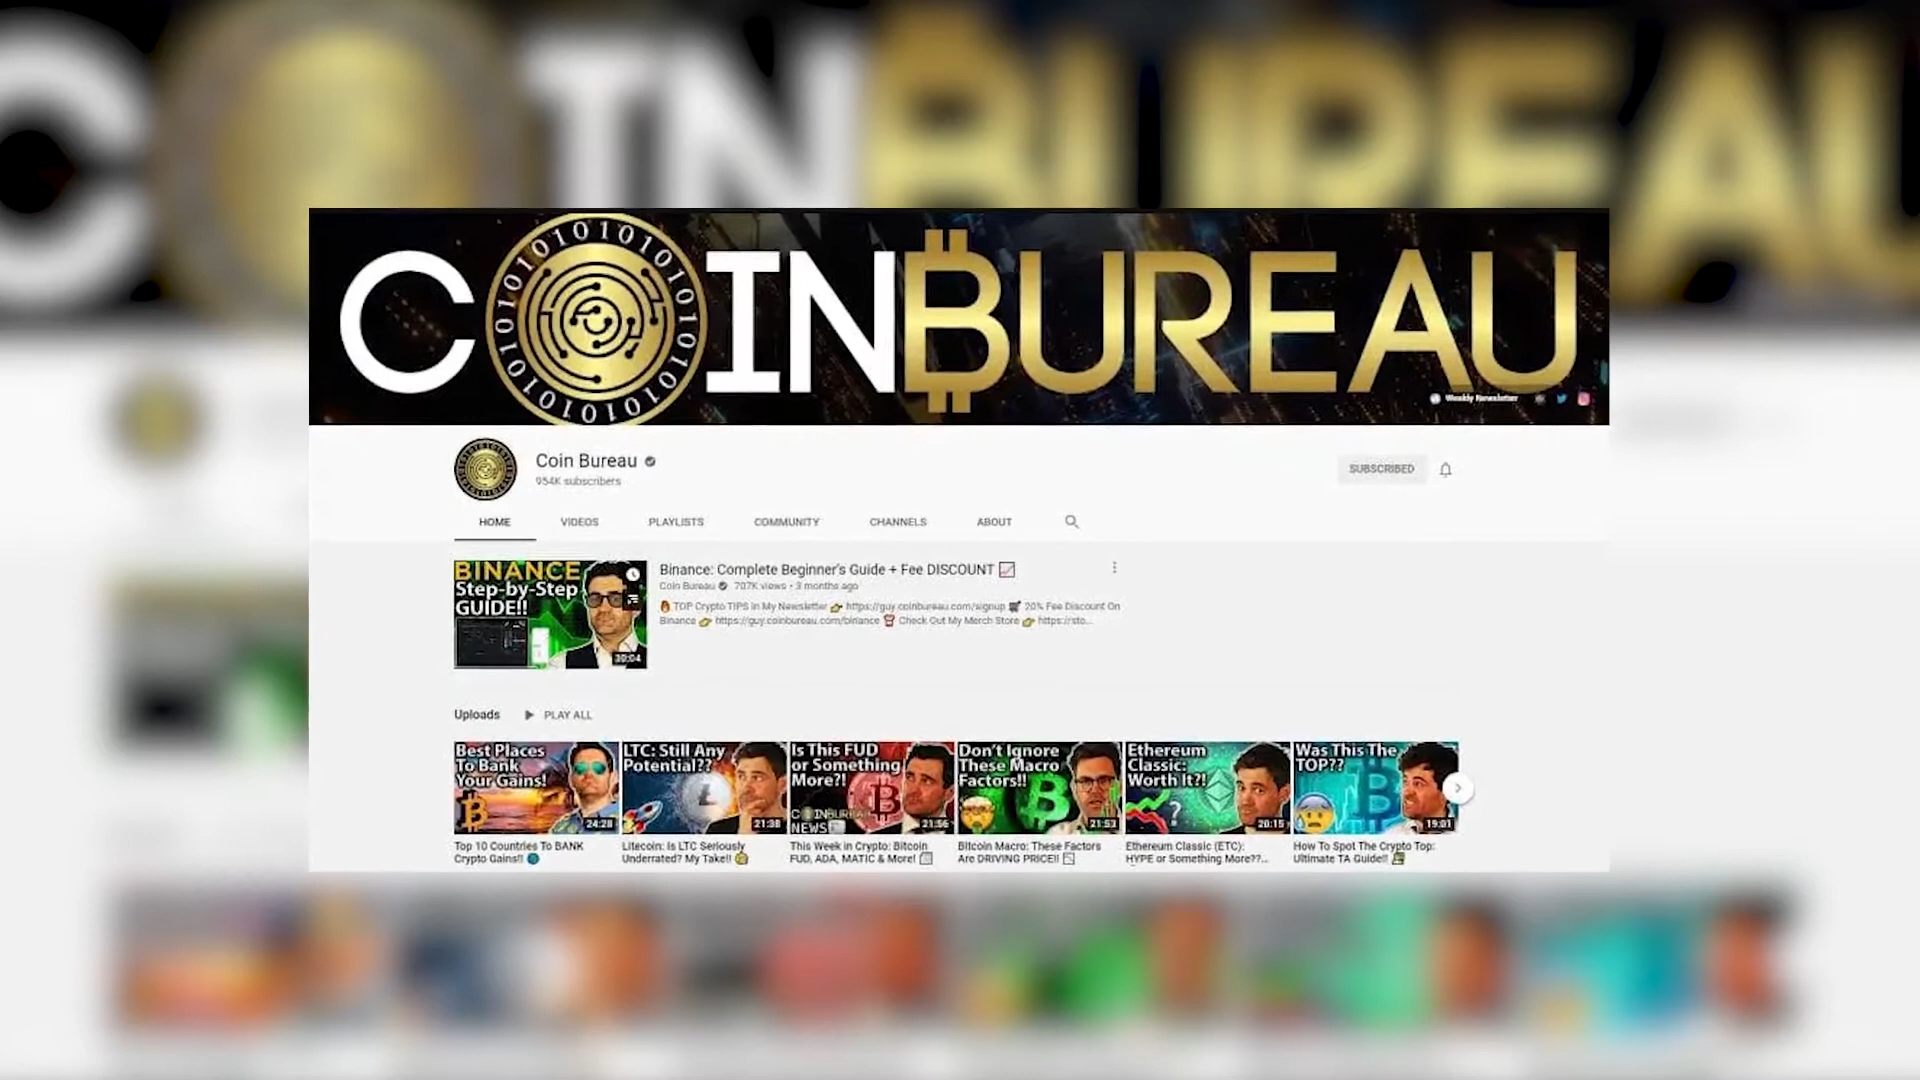 COINBUREAU
Weekly Newsletter
Coin Bureau
954K subscribers
SUBSCRIBED
HOME VIDEOS PLAYLISTS COMMUNITY CHANNELS ABOUT
BINANCE
Step-by-Step
GUIDE!!
30:04
Binance: Complete Beginner's Guide + Fee DISCOUNT 📈
Coin Bureau 707K views • 3 months ago
🔥 TOP Crypto TIPS In My Newsletter 👉 https://guy.coinbureau.com/signup 🛒 20% Fee Discount On
Binance 👉 https://guy.coinbureau.com/binance 👕 Check Out My Merch Store 👉 https://sto...
Uploads PLAY ALL
Best Places
To Bank
Your Gains!
24:28
Top 10 Countries To BANK
Crypto Gains!! 🌎
LTC: Still Any
Potential??
21:38
Litecoin: Is LTC Seriously
Underrated? My Take!! 🤔
Is This FUD
or Something
More?!
COINBUREAU
NEWS
21:56
This Week in Crypto: Bitcoin
FUD, ADA, MATIC & More! 📰
Don't Ignore
These Macro
Factors!!
21:53
Bitcoin Macro: These Factors
Are DRIVING PRICE!! 📉
Ethereum
Classic:
Worth It?!
?
20:15
Ethereum Classic (ETC):
HYPE or Something More??...
Was This The
TOP??
19:01
How To Spot The Crypto Top:
Ultimate TA Guide!! 💹